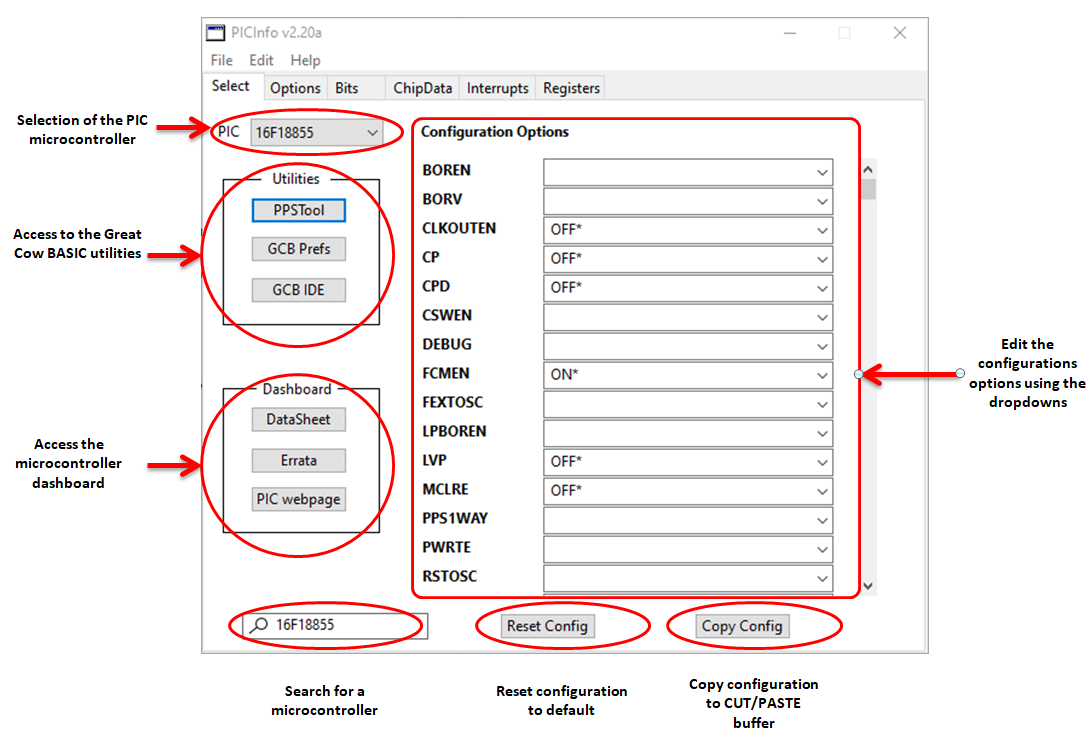 PICInfo v2.20a
File Edit Help
Select Options Bits ChipData Interrupts Registers
Selection of the PIC
microcontroller
PIC 16F18855
Utilities
PPSTool
GCB Prefs
GCB IDE
Access to the Great
Cow BASIC utilities
Dashboard
DataSheet
Errata
PIC webpage
Access the
microcontroller
dashboard
Configuration Options
BOREN
BORV
CLKOUTEN OFF*
CP OFF*
CPD OFF*
CSWEN
DEBUG
FCMEN ON*
FEXTOSC
LPBOREN
LVP OFF*
MCLRE OFF*
PPS1WAY
PWRTE
RSTOSC
Edit the
configurations
options using the
dropdowns
16F18855
Reset Config
Copy Config
Search for a
microcontroller
Reset configuration
to default
Copy configuration
to CUT/PASTE
buffer